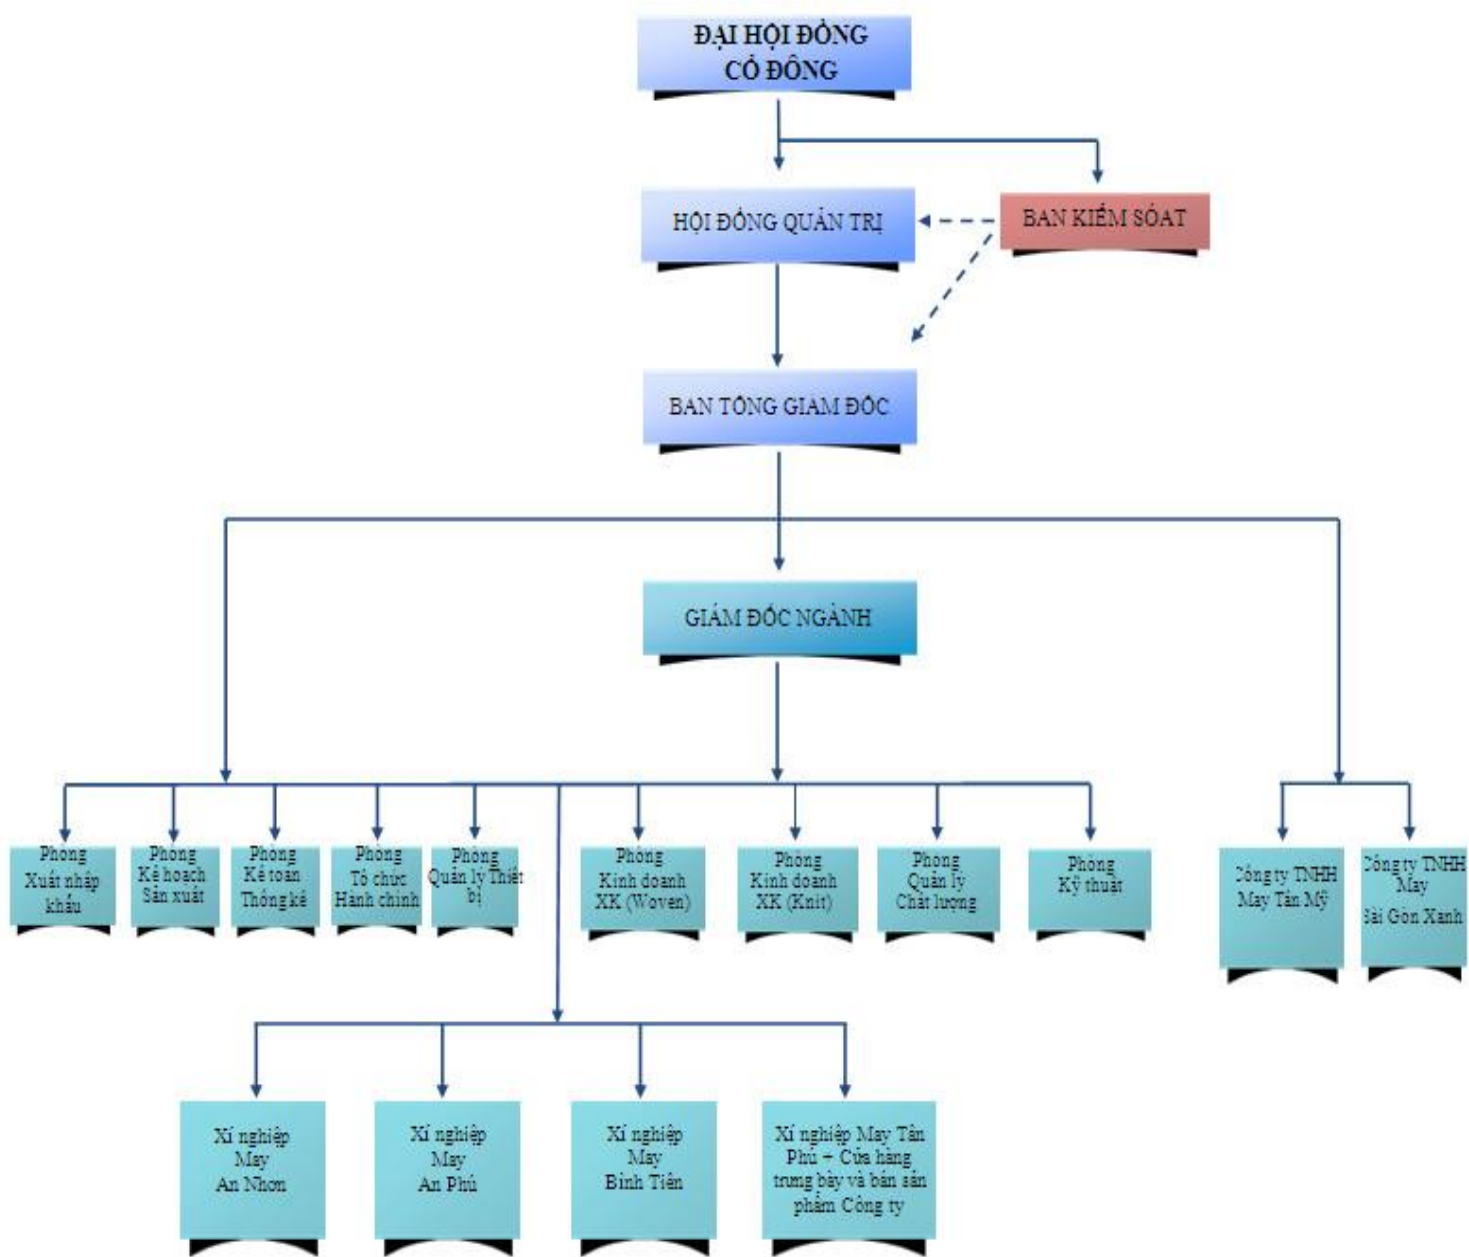 ĐẠI HỘI ĐỒNG
CỔ ĐÔNG
HỘI ĐỒNG QUẢN TRỊ
BAN KIỂM SÓAT
BAN TỔNG GIAM ĐỐC
GIÁM ĐỐC NGÀNH
Phòng
Xuất nhập
khẩu
Phòng
Kế hoạch
Sản xuất
Phòng
Kế toán
Thống kê
Phòng
Tổ chức
Hành chính
Phòng
Quản lý Thiết
bị
Phòng
Kinh doanh
XK (Woven)
Phòng
Kinh doanh
XK (Knit)
Phòng
Quản lý
Chất lượng
Phòng
Kỹ thuật
Công ty TNHH
May Tân Mỹ
Công ty TNHH
May
Sài Gòn Xanh
Xí nghiệp
May
An Nhơn
Xí nghiệp
May
An Phú
Xí nghiệp
May
Bình Tiên
Xí nghiệp May Tân
Phú + Cửa hàng
trưng bày và bán sản
phẩm Công ty